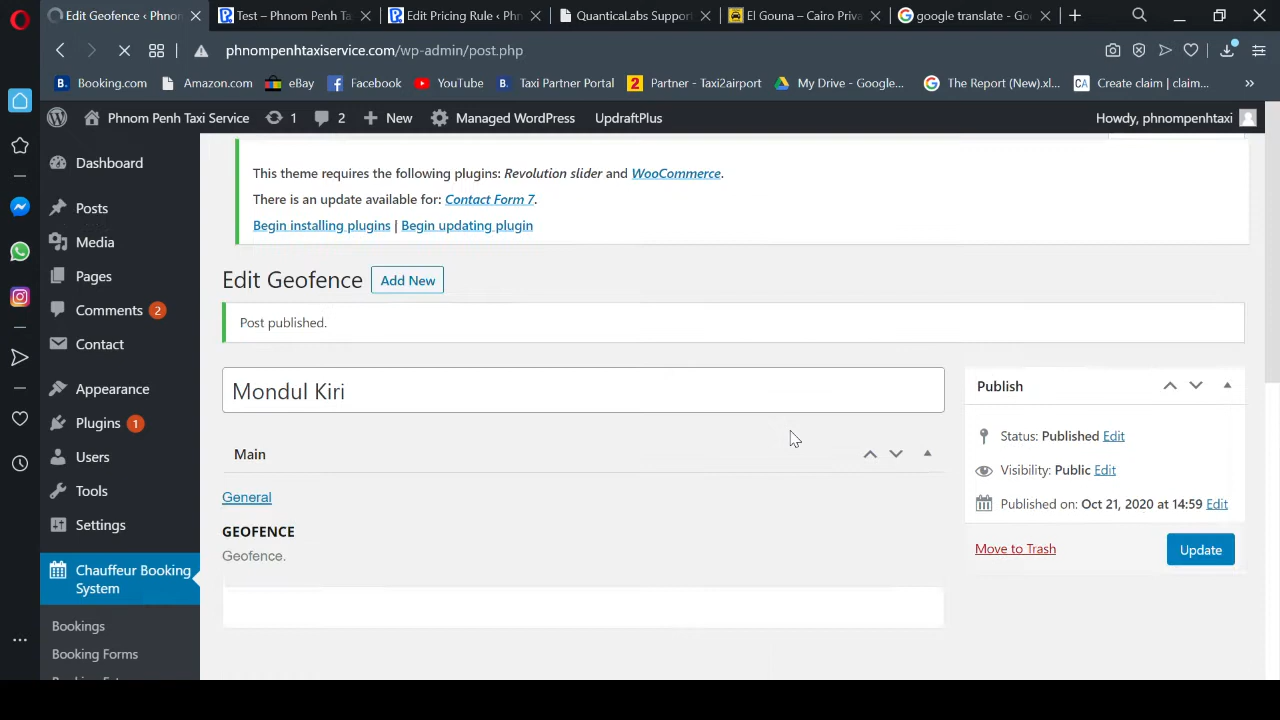 Edit Geofence ‹ Phnor
Test – Phnom Penh Ta
Edit Pricing Rule ‹ Phn
QuanticaLabs Support
El Gouna – Cairo Priva
google translate - Go
phnompenhtaxiservice.com/wp-admin/post.php
Booking.com
Amazon.com
eBay
Facebook
YouTube
Taxi Partner Portal
Partner - Taxi2airport
My Drive - Google...
The Report (New).xl...
Create claim | claim...
Phnom Penh Taxi Service
1
2
New
Managed WordPress
UpdraftPlus
Howdy, phnompenhtaxi
Dashboard
Posts
Media
Pages
Comments 2
Contact
Appearance
Plugins 1
Users
Tools
Settings
Chauffeur Booking
System
Bookings
Booking Forms
This theme requires the following plugins: Revolution slider and WooCommerce.
There is an update available for: Contact Form 7.
Begin installing plugins | Begin updating plugin
Edit Geofence
Add New
Post published.
Mondul Kiri
Main
General
GEOFENCE
Geofence.
Publish
Status: Published Edit
Visibility: Public Edit
Published on: Oct 21, 2020 at 14:59 Edit
Move to Trash
Update